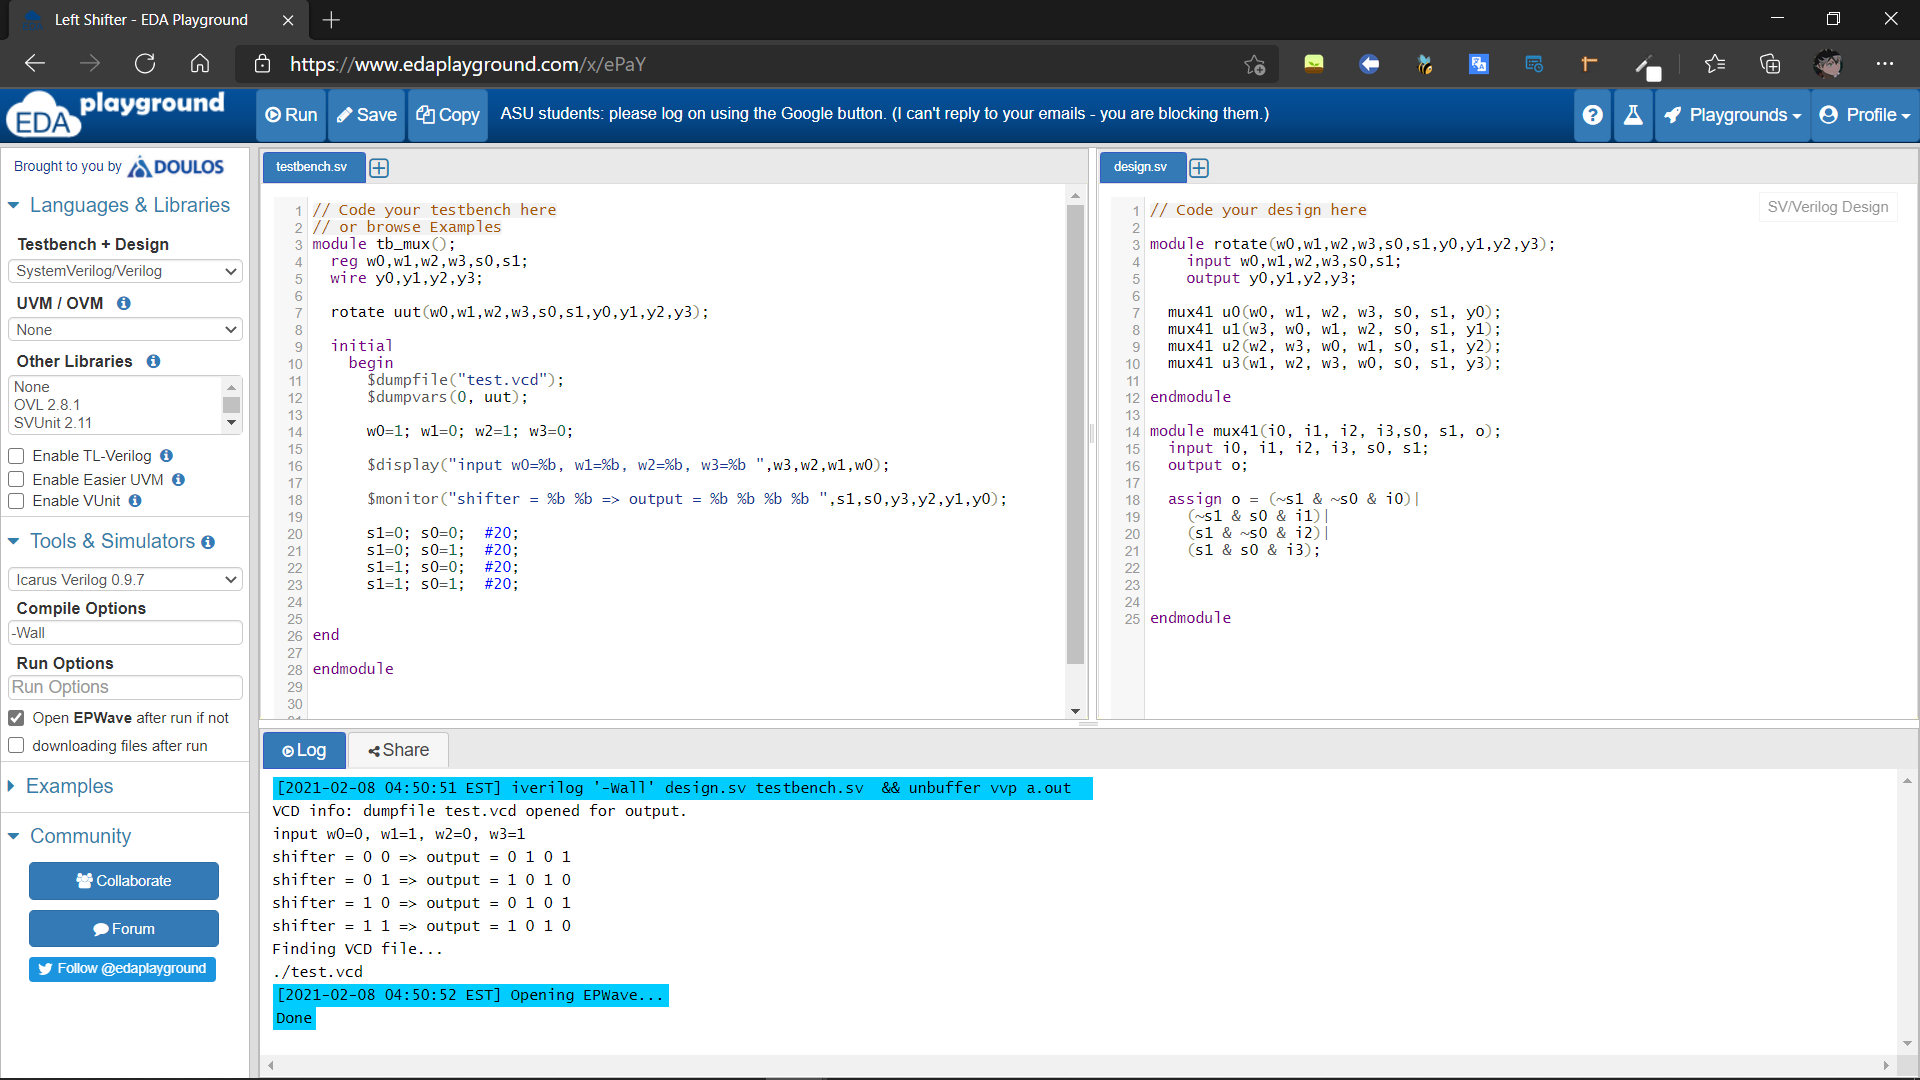 Left Shifter - EDA Playground
https://www.edaplayground.com/x/ePaY
EDA playground
Run
Save
Copy
ASU students: please log on using the Google button. (I can't reply to your emails - you are blocking them.)
Playgrounds
Profile
Brought to you by DOULOS
Languages & Libraries
Testbench + Design
SystemVerilog/Verilog
UVM / OVM
None
Other Libraries
None
OVL 2.8.1
SVUnit 2.11
Enable TL-Verilog
Enable Easier UVM
Enable VUnit
Tools & Simulators
Icarus Verilog 0.9.7
Compile Options
-Wall
Run Options
Run Options
Open EPWave after run if not
downloading files after run
Examples
Community
Collaborate
Forum
Follow @edaplayground
testbench.sv
1 // Code your testbench here
2 // or browse Examples
3 module tb_mux();
4 reg w0,w1,w2,w3,s0,s1;
5 wire y0,y1,y2,y3;
6
7 rotate uut(w0,w1,w2,w3,s0,s1,y0,y1,y2,y3);
8
9 initial
10 begin
11 $dumpfile("test.vcd");
12 $dumpvars(0, uut);
13
14 w0=1; w1=0; w2=1; w3=0;
15
16 $display("input w0=%b, w1=%b, w2=%b, w3=%b ",w3,w2,w1,w0);
17
18 $monitor("shifter = %b %b => output = %b %b %b %b ",s1,s0,y3,y2,y1,y0);
19
20 s1=0; s0=0; #20;
21 s1=0; s0=1; #20;
22 s1=1; s0=0; #20;
23 s1=1; s0=1; #20;
24
25
26 end
27
28 endmodule
29
30
design.sv
SV/Verilog Design
1 // Code your design here
2
3 module rotate(w0,w1,w2,w3,s0,s1,y0,y1,y2,y3);
4 input w0,w1,w2,w3,s0,s1;
5 output y0,y1,y2,y3;
6
7 mux41 u0(w0, w1, w2, w3, s0, s1, y0);
8 mux41 u1(w3, w0, w1, w2, s0, s1, y1);
9 mux41 u2(w2, w3, w0, w1, s0, s1, y2);
10 mux41 u3(w1, w2, w3, w0, s0, s1, y3);
11
12 endmodule
13
14 module mux41(i0, i1, i2, i3,s0, s1, o);
15 input i0, i1, i2, i3, s0, s1;
16 output o;
17
18 assign o = (~s1 & ~s0 & i0)|
19 (~s1 & s0 & i1)|
20 (s1 & ~s0 & i2)|
21 (s1 & s0 & i3);
22
23
24
25 endmodule
Log
Share
[2021-02-08 04:50:51 EST] iverilog '-Wall' design.sv testbench.sv && unbuffer vvp a.out
VCD info: dumpfile test.vcd opened for output.
input w0=0, w1=1, w2=0, w3=1
shifter = 0 0 => output = 0 1 0 1
shifter = 0 1 => output = 1 0 1 0
shifter = 1 0 => output = 0 1 0 1
shifter = 1 1 => output = 1 0 1 0
Finding VCD file...
./test.vcd
[2021-02-08 04:50:52 EST] Opening EPWave...
Done